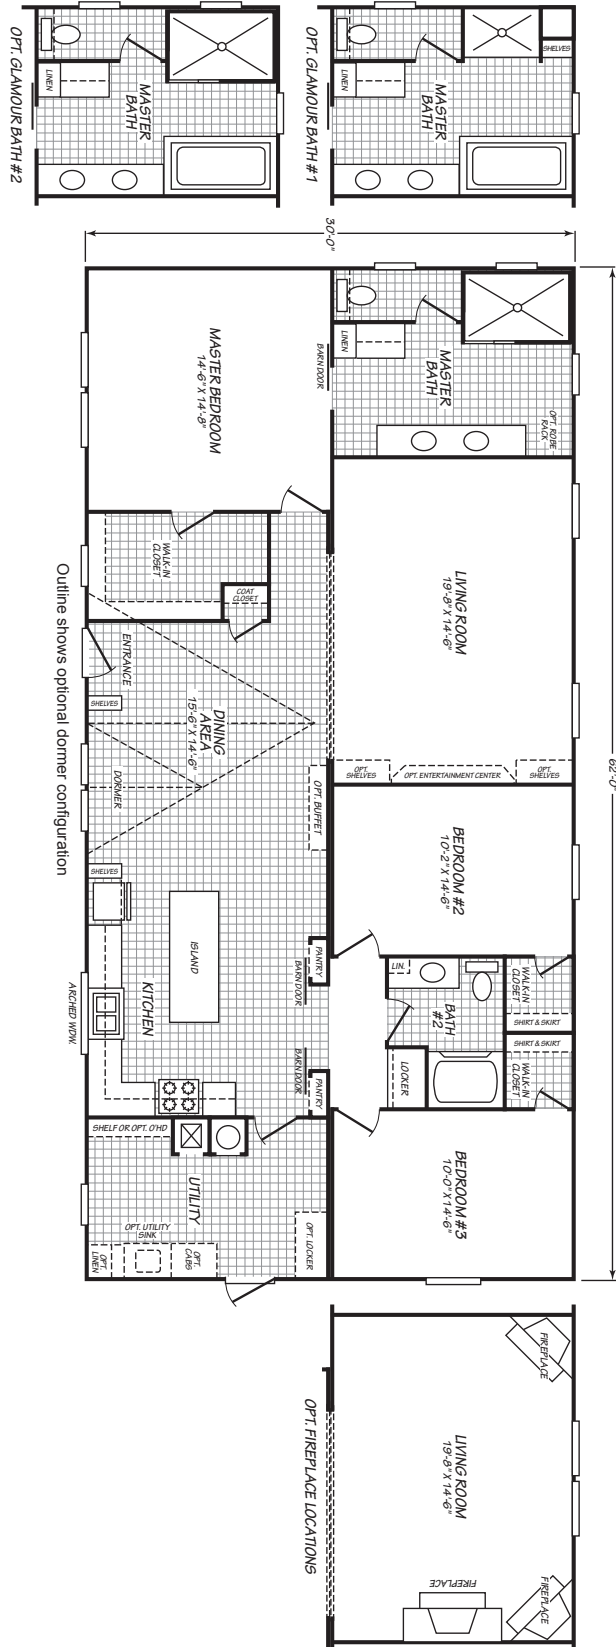 OPT. GLAMOUR BATH #1
SHELVES
LINEN
MASTER
BATH
OPT. GLAMOUR BATH #2
LINEN
MASTER
BATH
30'-0"
62'-0"
MASTER
BATH
LINEN
OPT. ROBE
RACK
BARN DOOR
MASTER BEDROOM
14'-6" X 14'-8"
WALK-IN
CLOSET
COAT
CLOSET
LIVING ROOM
19'-8" X 14'-6"
OPT.
SHELVES
OPT. ENTERTAINMENT CENTER
OPT.
SHELVES
ENTRANCE
SHELVES
DINING
AREA
15'-6" X 14'-6"
DORMER
OPT. BUFFET
SHELVES
Outline shows optional dormer configuration
BEDROOM #2
10'-2" X 14'-6"
WALK-IN
CLOSET
SHIRT & SKIRT
SHIRT & SKIRT
WALK-IN
CLOSET
LIN.
BATH
#2
LOCKER
ISLAND
KITCHEN
PANTRY
BARN DOOR
BARN DOOR
PANTRY
ARCHED WDW.
BEDROOM #3
10'-0" X 14'-6"
SHELF OR OPT. O'HD
UTILITY
OPT. UTILITY
SINK
OPT.
LINEN
OPT.
CABS
OPT. LOCKER
FIREPLACE
LIVING ROOM
19'-8" X 14'-6"
FIREPLACE
FIREPLACE
OPT. FIREPLACE LOCATIONS